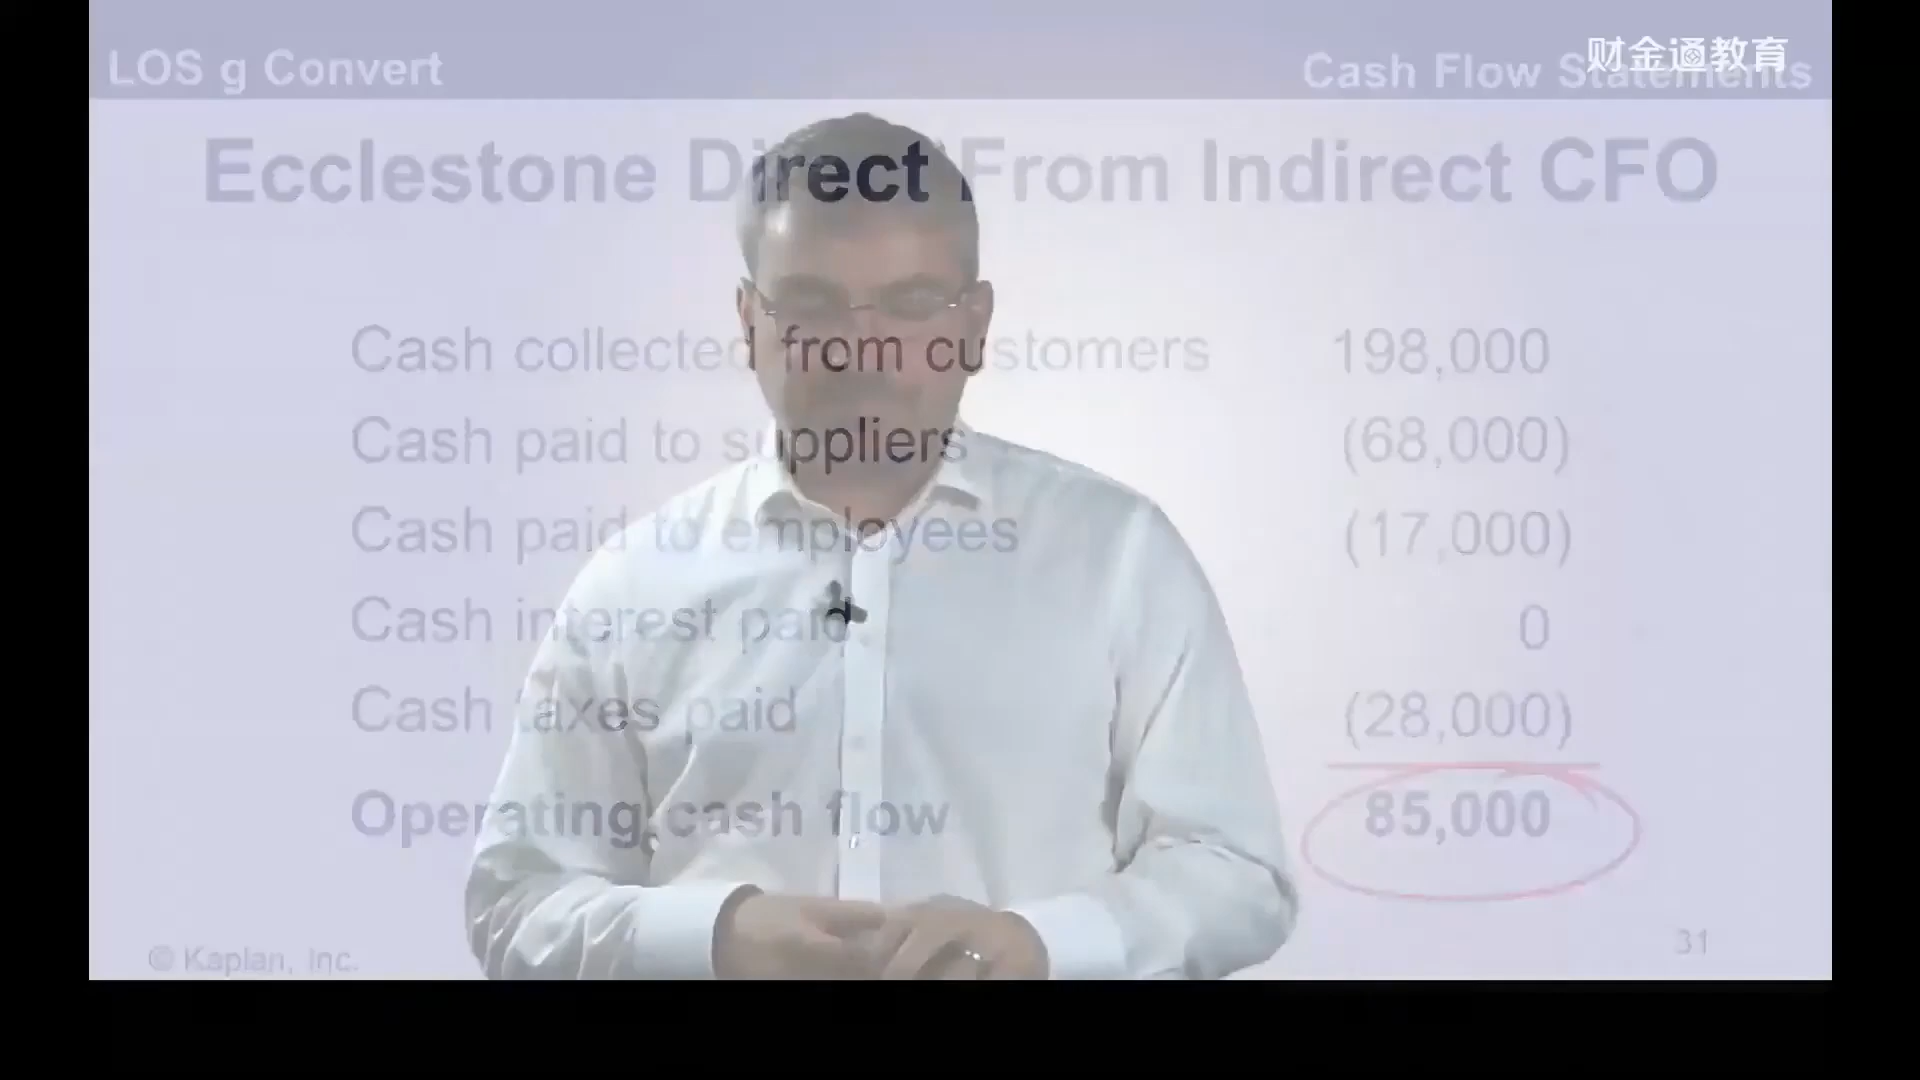 LOS g Convert
Cash Flow Statements
财金通教育
Ecclestone Direct From Indirect CFO
Cash collected from customers 198,000
Cash paid to suppliers (68,000)
Cash paid to employees (17,000)
Cash interest paid 0
Cash taxes paid (28,000)
Operating cash flow 85,000
© Kaplan, Inc.
31